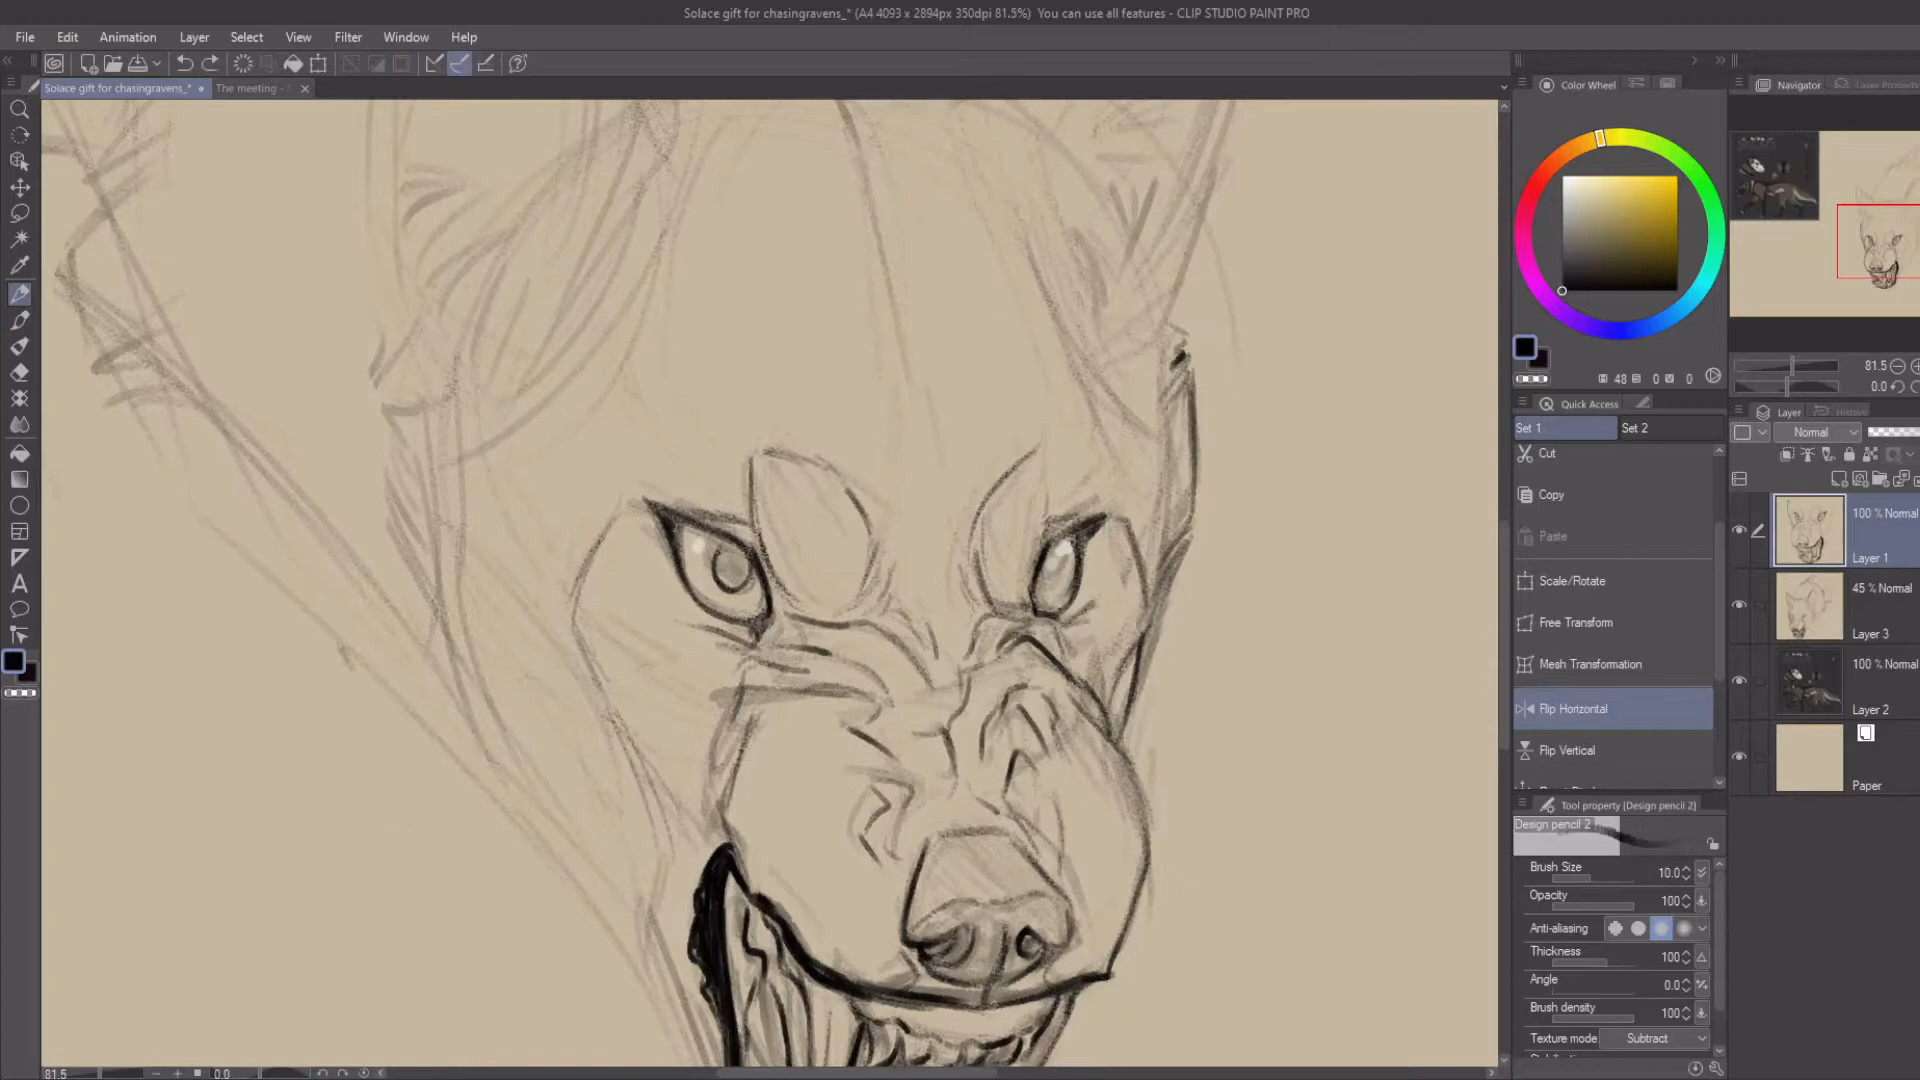 Solace gift for chasingravens_* (A4 4093 x 2894px 350dpi 81.5%) You can use all features - CLIP STUDIO PAINT PRO
File Edit Animation Layer Select View Filter Window Help
Solace gift for chasingravens_* The meeting -
Color Wheel
Navigator Layer Property
48 0 0
81.5
0.0
Quick Access
Set 1 Set 2
Cut
Copy
Paste
Scale/Rotate
Free Transform
Mesh Transformation
Flip Horizontal
Flip Vertical
Layer History
Normal
100 % Normal
Layer 1
45 % Normal
Layer 3
100 % Normal
Layer 2
Paper
Tool property [Design pencil 2]
Design pencil 2
Brush Size 10.0
Opacity 100
Anti-aliasing
Thickness 100
Angle 0.0
Brush density 100
Texture mode Subtract
81.5 0.0